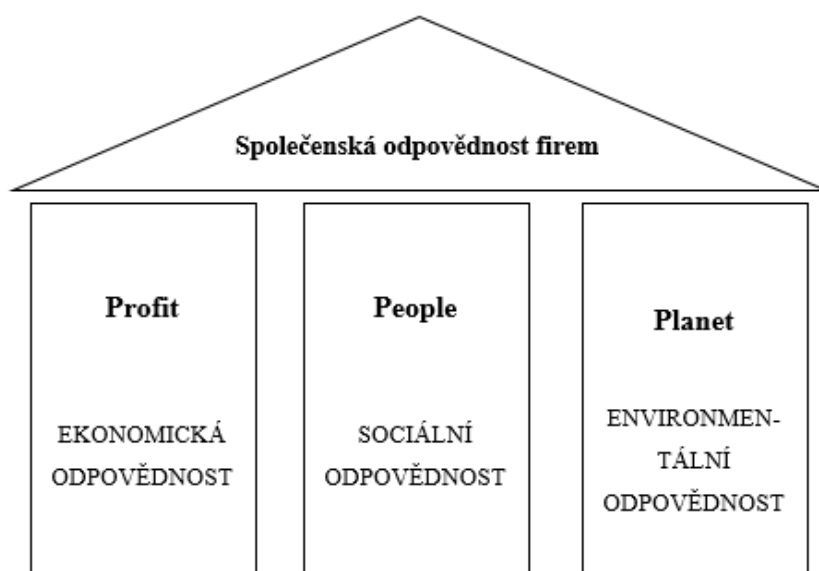 Společenská odpovědnost firem
Profit
EKONOMICKÁ
ODPOVĚDNOST
People
SOCIÁLNÍ
ODPOVĚDNOST
Planet
ENVIRONMEN-
TÁLNÍ
ODPOVĚDNOST